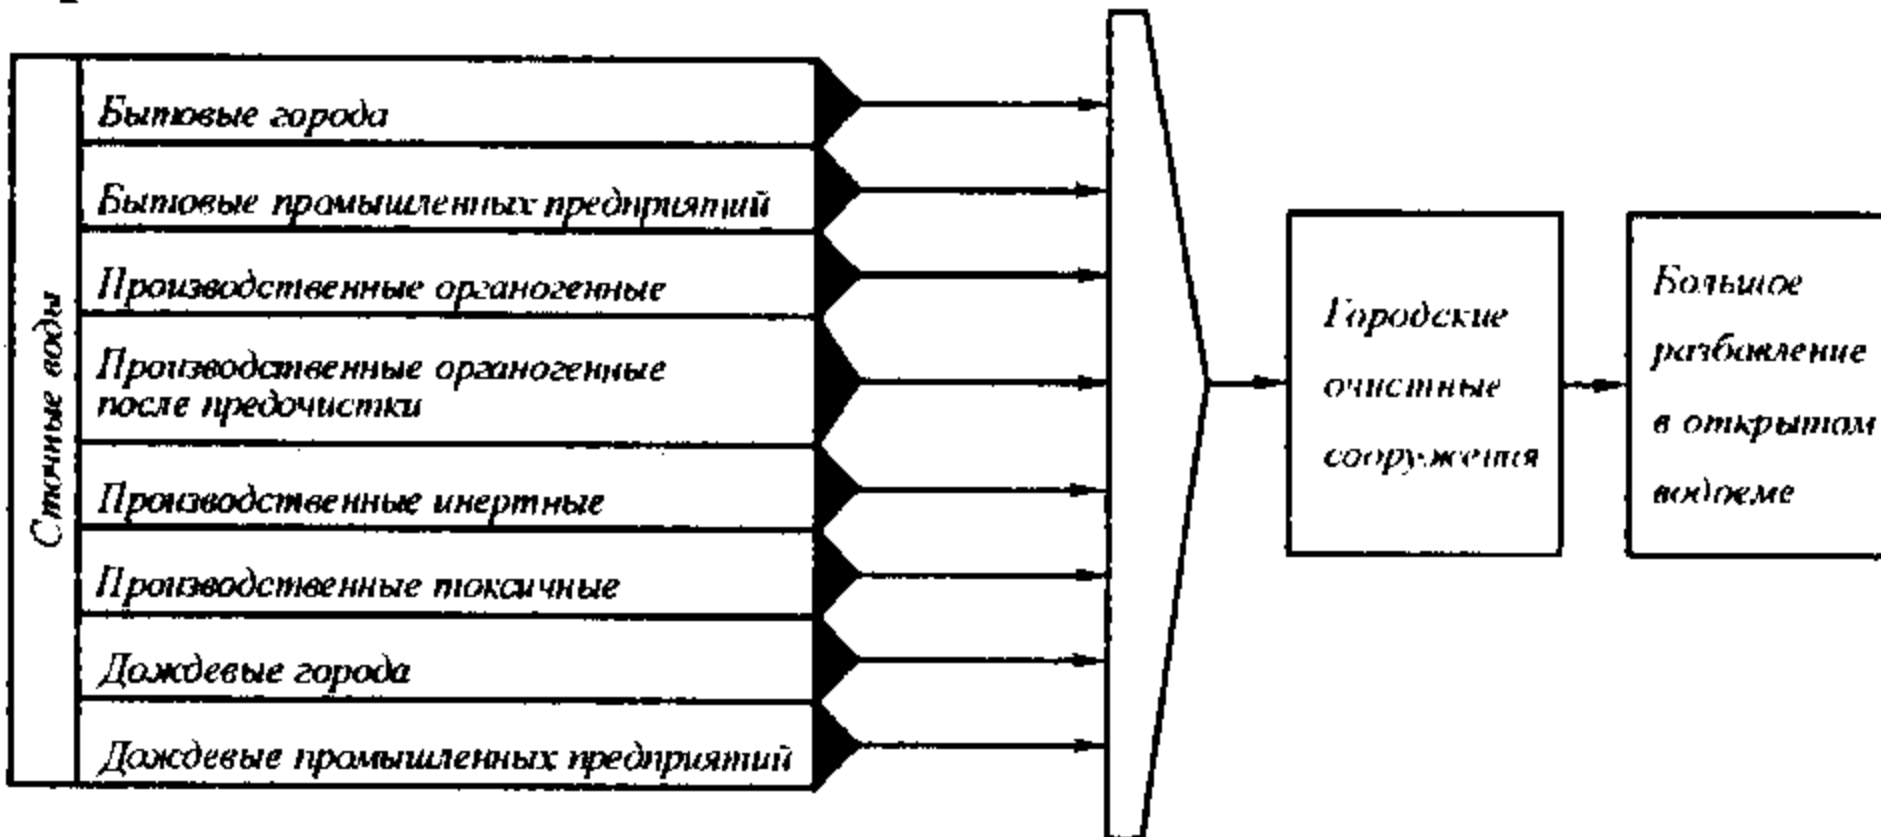 Сточные воды
Бытовые города
Бытовые промышленных предприятий
Производственные органогенные
Производственные органогенные
после предочистки
Производственные инертные
Производственные токсичные
Дождевые города
Дождевые промышленных предприятий
Городские
очистные
сооружения
Большое
разбавление
в открытом
водоеме